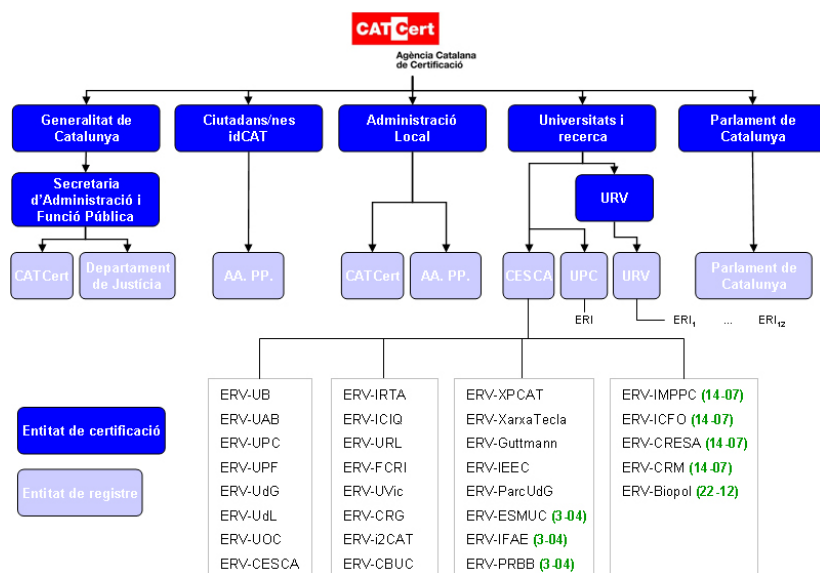 CATCert
Agència Catalana
de Certificació
Generalitat de
Catalunya
Ciutadans/nes
idCAT
Administració
Local
Universitats i
recerca
Parlament de
Catalunya
Secretaria
d'Administració i
Funció Pública
URV
CATCert
Departament
de Justícia
AA. PP.
CATCert
AA. PP.
CESCA
UPC
URV
Parlament de
Catalunya
ERI
ERI1 ... ERI12
Entitat de certificació
Entitat de registre
ERV-UB
ERV-UAB
ERV-UPC
ERV-UPF
ERV-UdG
ERV-UdL
ERV-UOC
ERV-CESCA
ERV-IRTA
ERV-ICIQ
ERV-URL
ERV-FCRI
ERV-UVic
ERV-CRG
ERV-i2CAT
ERV-CBUC
ERV-XPCAT
ERV-XarxaTecla
ERV-Guttmann
ERV-IEEC
ERV-ParcUdG
ERV-ESMUC (3-04)
ERV-IFAE (3-04)
ERV-PRBB (3-04)
ERV-IMPPC (14-07)
ERV-ICFO (14-07)
ERV-CRESA (14-07)
ERV-CRM (14-07)
ERV-Biopol (22-12)